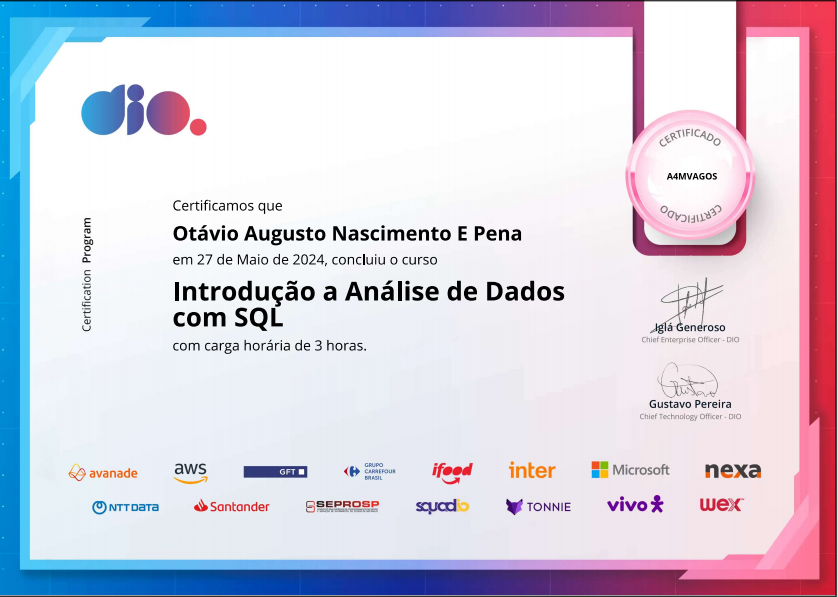 dio.
CERTIFICADO
A4MVAGOS
CERTIFICADO
Certification Program
Certificamos que
Otávio Augusto Nascimento E Pena
em 27 de Maio de 2024, concluiu o curso
Introdução a Análise de Dados
com SQL
com carga horária de 3 horas.
Iglá Generoso
Chief Enterprise Officer - DIO
Gustavo Pereira
Chief Technology Officer - DIO
avanade
aws
GFT
GRUPO
CARREFOUR
BRASIL
ifood
inter
Microsoft
nexa
NTT DATA
Santander
SEPROSP
squadio
TONNIE
vivo
wex